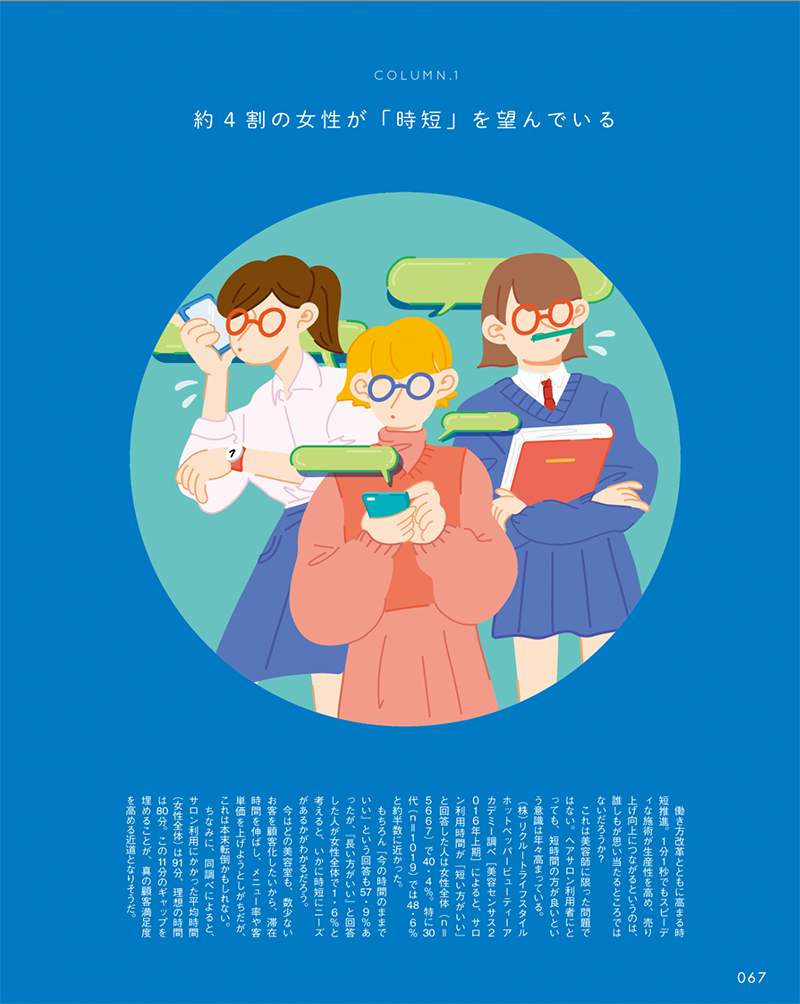 COLUMN.1
約4割の女性が「時短」を望んでいる
働き方改革とともに高まる時
短推進。1分1秒でもスピーデ
ィな施術が生産性を高め、売り
上げ向上につながるというのは、
誰しもが思い当たるところでは
ないだろうか?
これは美容師に限った問題で
はない。ヘアサロン利用者にと
っても、短時間の方が良いとい
う意識は年々高まっている。
(株)リクルートライフスタイル
ホットペッパービューティーア
カデミー調べ「美容センサス2
016年上期」によると、サロ
ン利用時間が「短い方がいい」
と回答した人は女性全体(n=
5667)で40・4%。特に30
代(n=1019)では48・6%
と約半数に近かった。
もちろん「今の時間のままで
いい」という回答も57・9%あ
ったが、「長い方がいい」と回答
した人が女性全体で1・6%と
考えると、いかに時短にニーズ
があるかがわかるだろう。
今はどの美容室も、数少ない
お客を顧客化したいから、滞在
時間を伸ばし、メニュー率や客
単価を上げようとしがちだが、
これは本末転倒かもしれない。
ちなみに、同調べによると、
サロン利用にかかった平均時間
(女性全体)は91分、理想の時間
は80分。この11分のギャップを
埋めることが、真の顧客満足度
を高める近道となりそうだ。
067